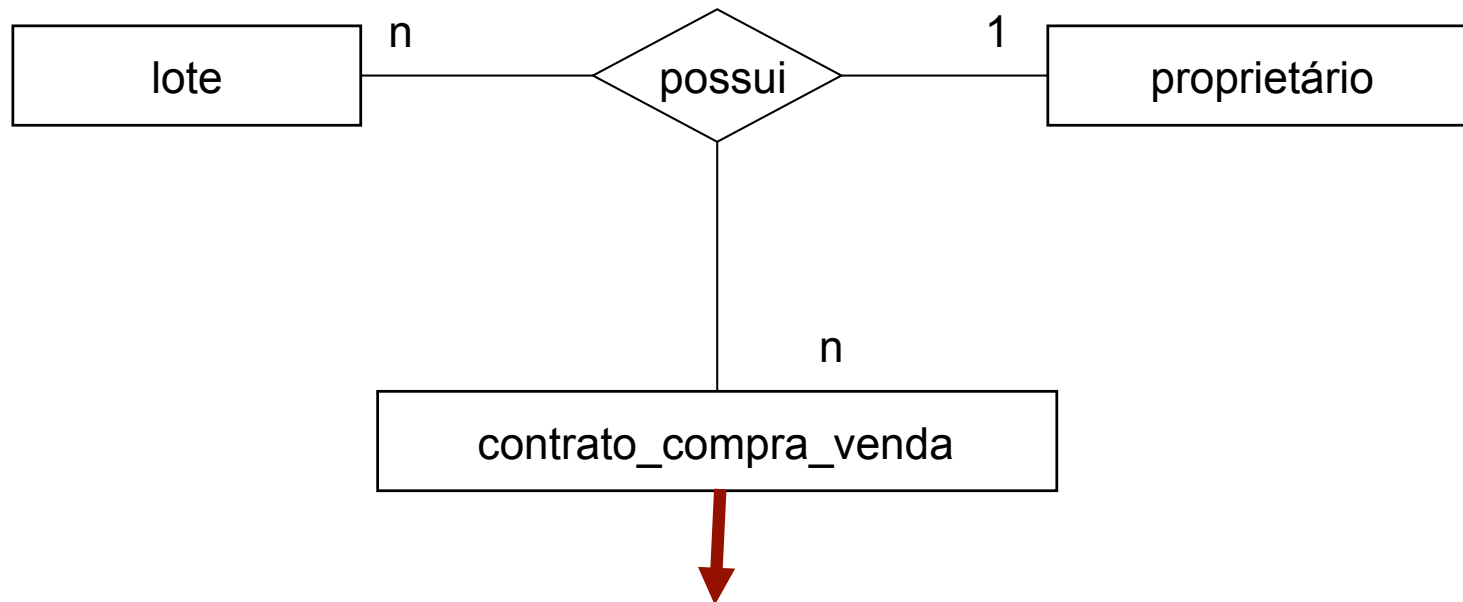 n
1
lote
possui
proprietário
n
contrato_compra_venda